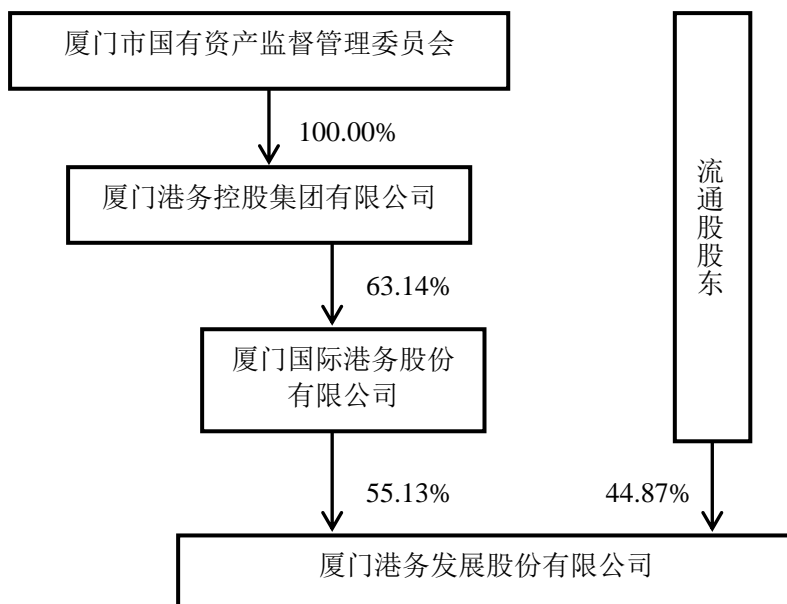 厦门市国有资产监督管理委员会
100.00%
厦门港务控股集团有限公司
63.14%
厦门国际港务股份
有限公司
流通股股东
55.13%
44.87%
厦门港务发展股份有限公司